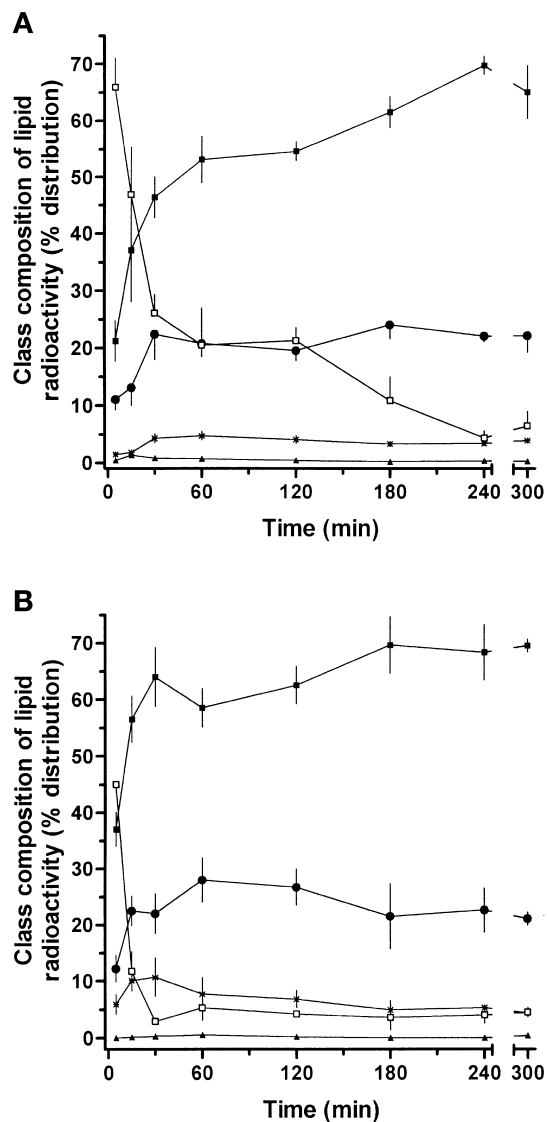 A
Class composition of lipid
radioactivity (% distribution)
70
60
50
40
30
20
10
0
0 60 120 180 240 300
Time (min)
B
Class composition of lipid
radioactivity (% distribution)
70
60
50
40
30
20
10
0
0 60 120 180 240 300
Time (min)